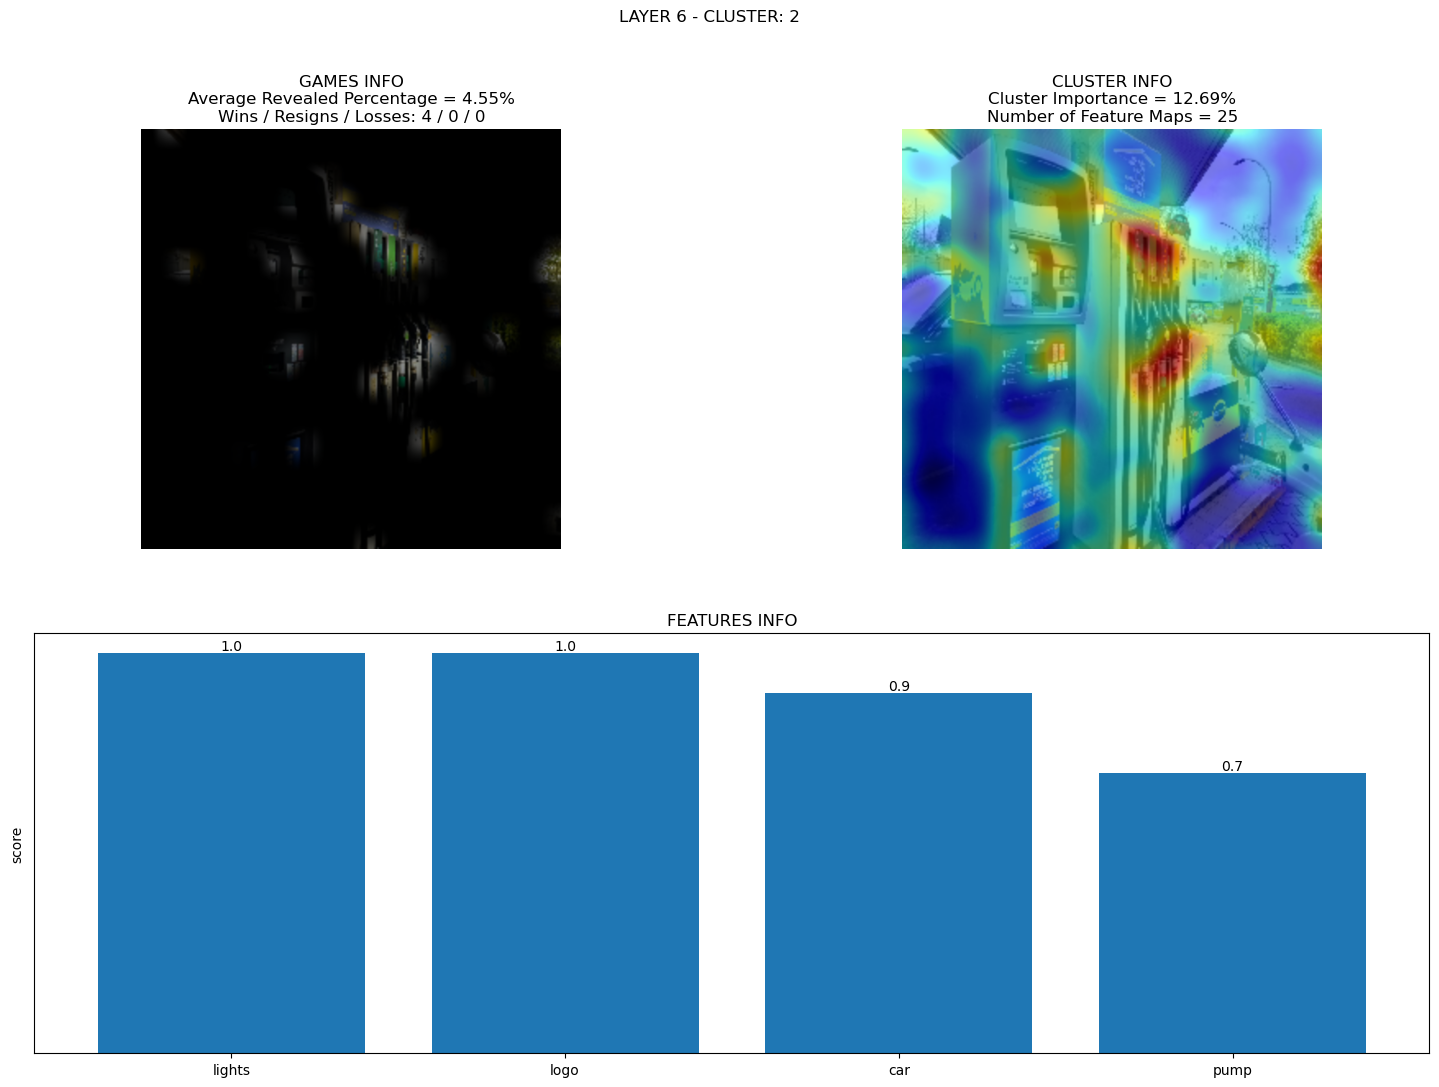 LAYER 6 - CLUSTER: 2
GAMES INFO
Average Revealed Percentage = 4.55%
Wins / Resigns / Losses: 4 / 0 / 0
CLUSTER INFO
Cluster Importance = 12.69%
Number of Feature Maps = 25
FEATURES INFO
score
1.0
1.0
0.9
0.7
lights
logo
car
pump